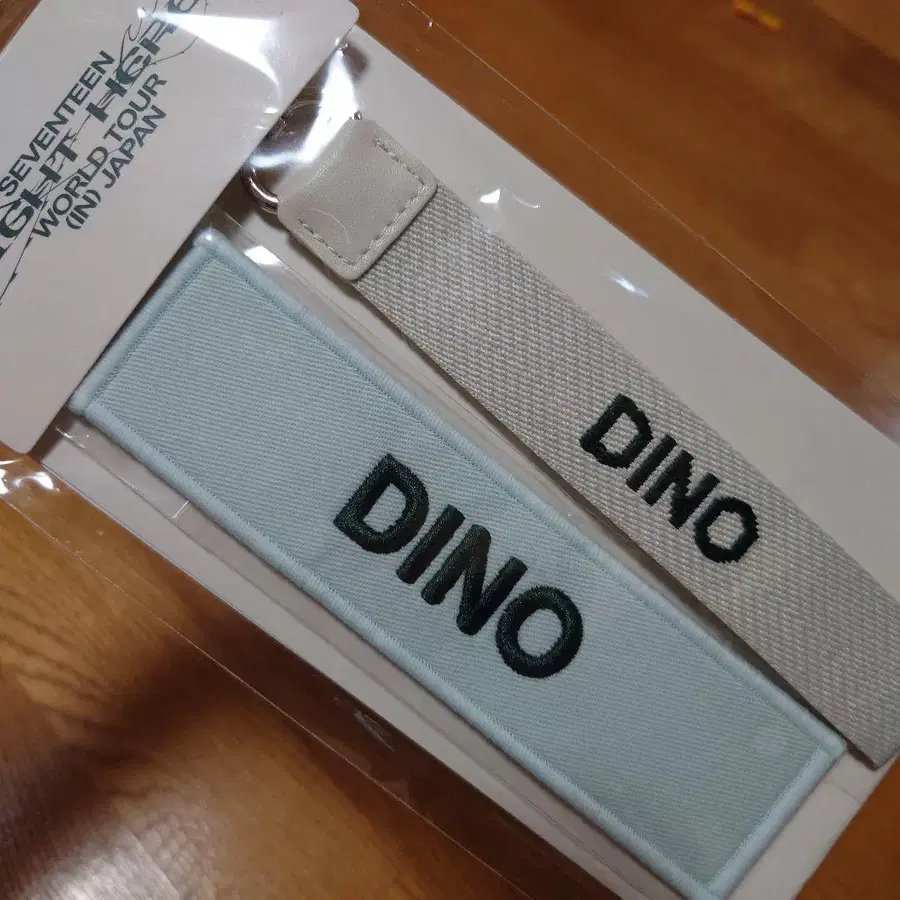 SEVENTEEN
WORLD TOUR
(IN) JAPAN
DINO
DINO